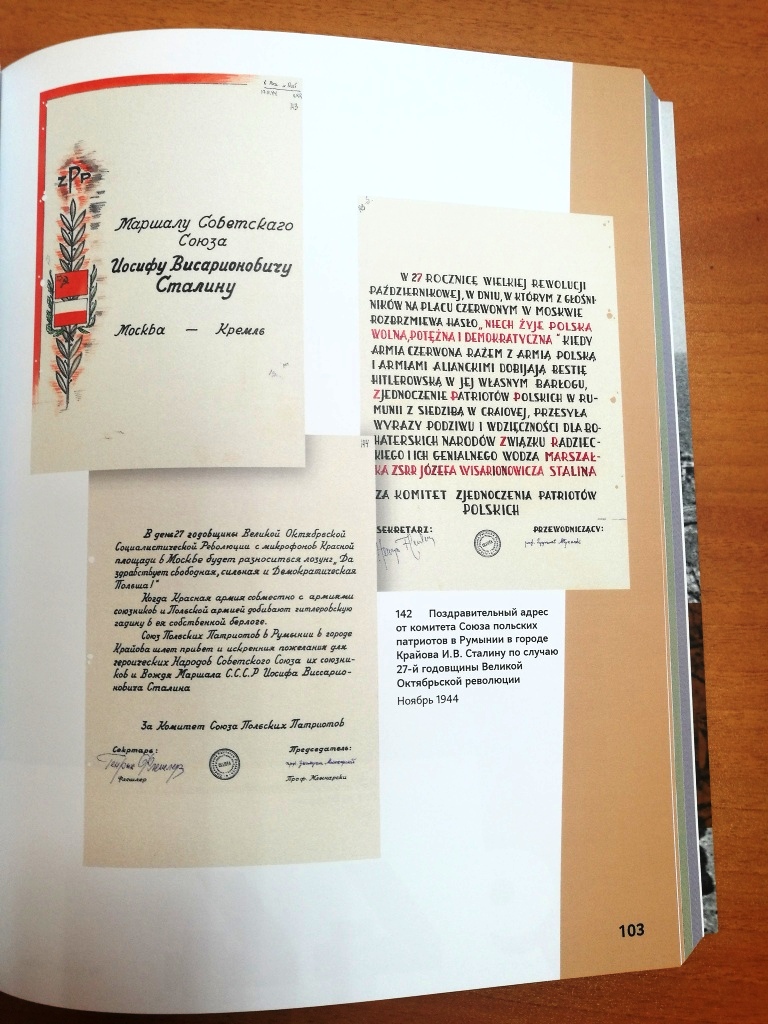 ZPP
Маршалу Советскаго
Союза
Иосифу Висарионовичу
Сталину
Москва — Кремль
W 27 ROCZNICĘ WIELKIEJ REWOLUCJI
PAŹDZIERNIKOWEJ, W DNIU, W KTÓRYM Z GŁOŚNI-
NIKÓW NA PLACU CZERWONYM W MOSKWIE
ROZBRZMIEWA HASŁO „NIECH ŻYJE POLSKA
WOLNA, POTĘŻNA I DEMOKRATYCZNA" KIEDY
ARMIA CZERWONA RAZEM Z ARMIĄ POLSKĄ
I ARMIAMI ALIANCKIMI DOBIJAJĄ BESTIĘ
HITLEROWSKĄ W JEJ WŁASNYM BARŁOGU,
ZJEDNOCZENIE PATRIOTÓW POLSKICH W RU-
MUNII Z SIEDZIBĄ W CRAIOVEJ, PRZESYŁA
WYRAZY PODZIWU I WDZIĘCZNOŚCI DLA BO-
HATERSKICH NARODÓW ZWIĄZKU RADZIEC-
KIEGO I ICH GENIALNEGO WODZA MARSZAŁ-
KA ZSRR JÓZEFA WISARIONOWICZA STALINA
ZA KOMITET ZJEDNOCZENIA PATRIOTÓW
POLSKICH
SEKRETARZ: PRZEWODNICZĄCY:
144
В день 27 годовщины Великой Октябрьской
Социалистической Революции с микрофонов Красной
площади в Москве будет разноситься лозунг „Да
здравствует свободная, сильная и Демократическая
Польша!"
Когда Красная армия совместно с армиями
союзников и Польской армией добивают гитлеровскую
гадину в ея собственной берлоге.
Союз Польских Патриотов в Румынии в городе
Крайова шлет привет и искренния пожелания для
героических Народов Советского Союза их союзни-
ков и Вождя Маршала С.С.С.Р Иосифа Виссарио-
новича Сталина
За Комитет Союза Польских Патриотов
Секртарь: Председатель:
Фаешлер Проф.
142 Поздравительный адрес
от комитета Союза польских
патриотов в Румынии в городе
Крайова И.В. Сталину по случаю
27-й годовщины Великой
Октябрьской революции
Ноябрь 1944
103